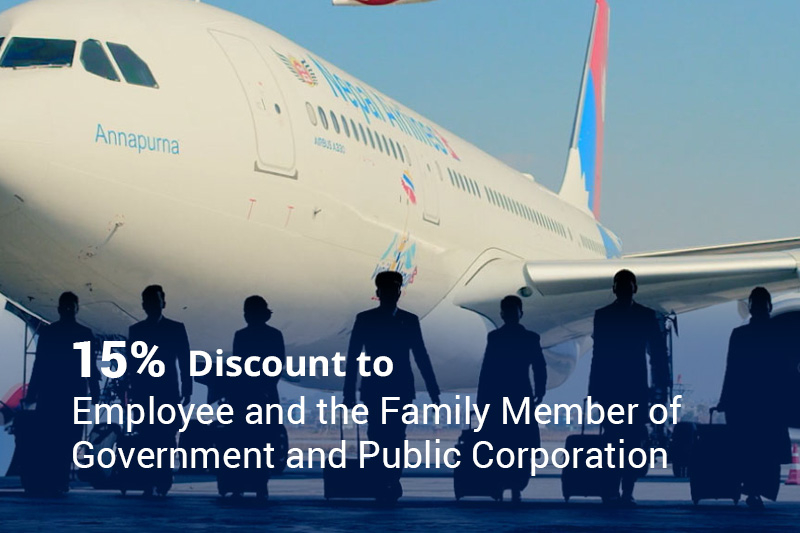 Nepal Airlines
Annapurna
AIRBUS A330
15% Discount to
Employee and the Family Member of
Government and Public Corporation